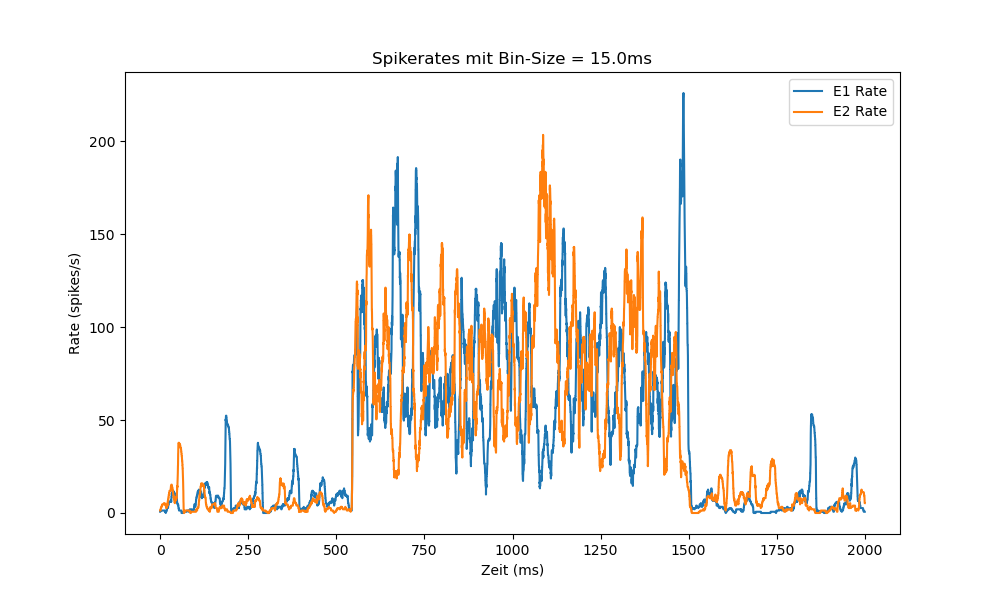 Spikerates mit Bin-Size = 15.0ms
E1 Rate
E2 Rate
Rate (spikes/s)
200
150
100
50
0
0 250 500 750 1000 1250 1500 1750 2000
Zeit (ms)